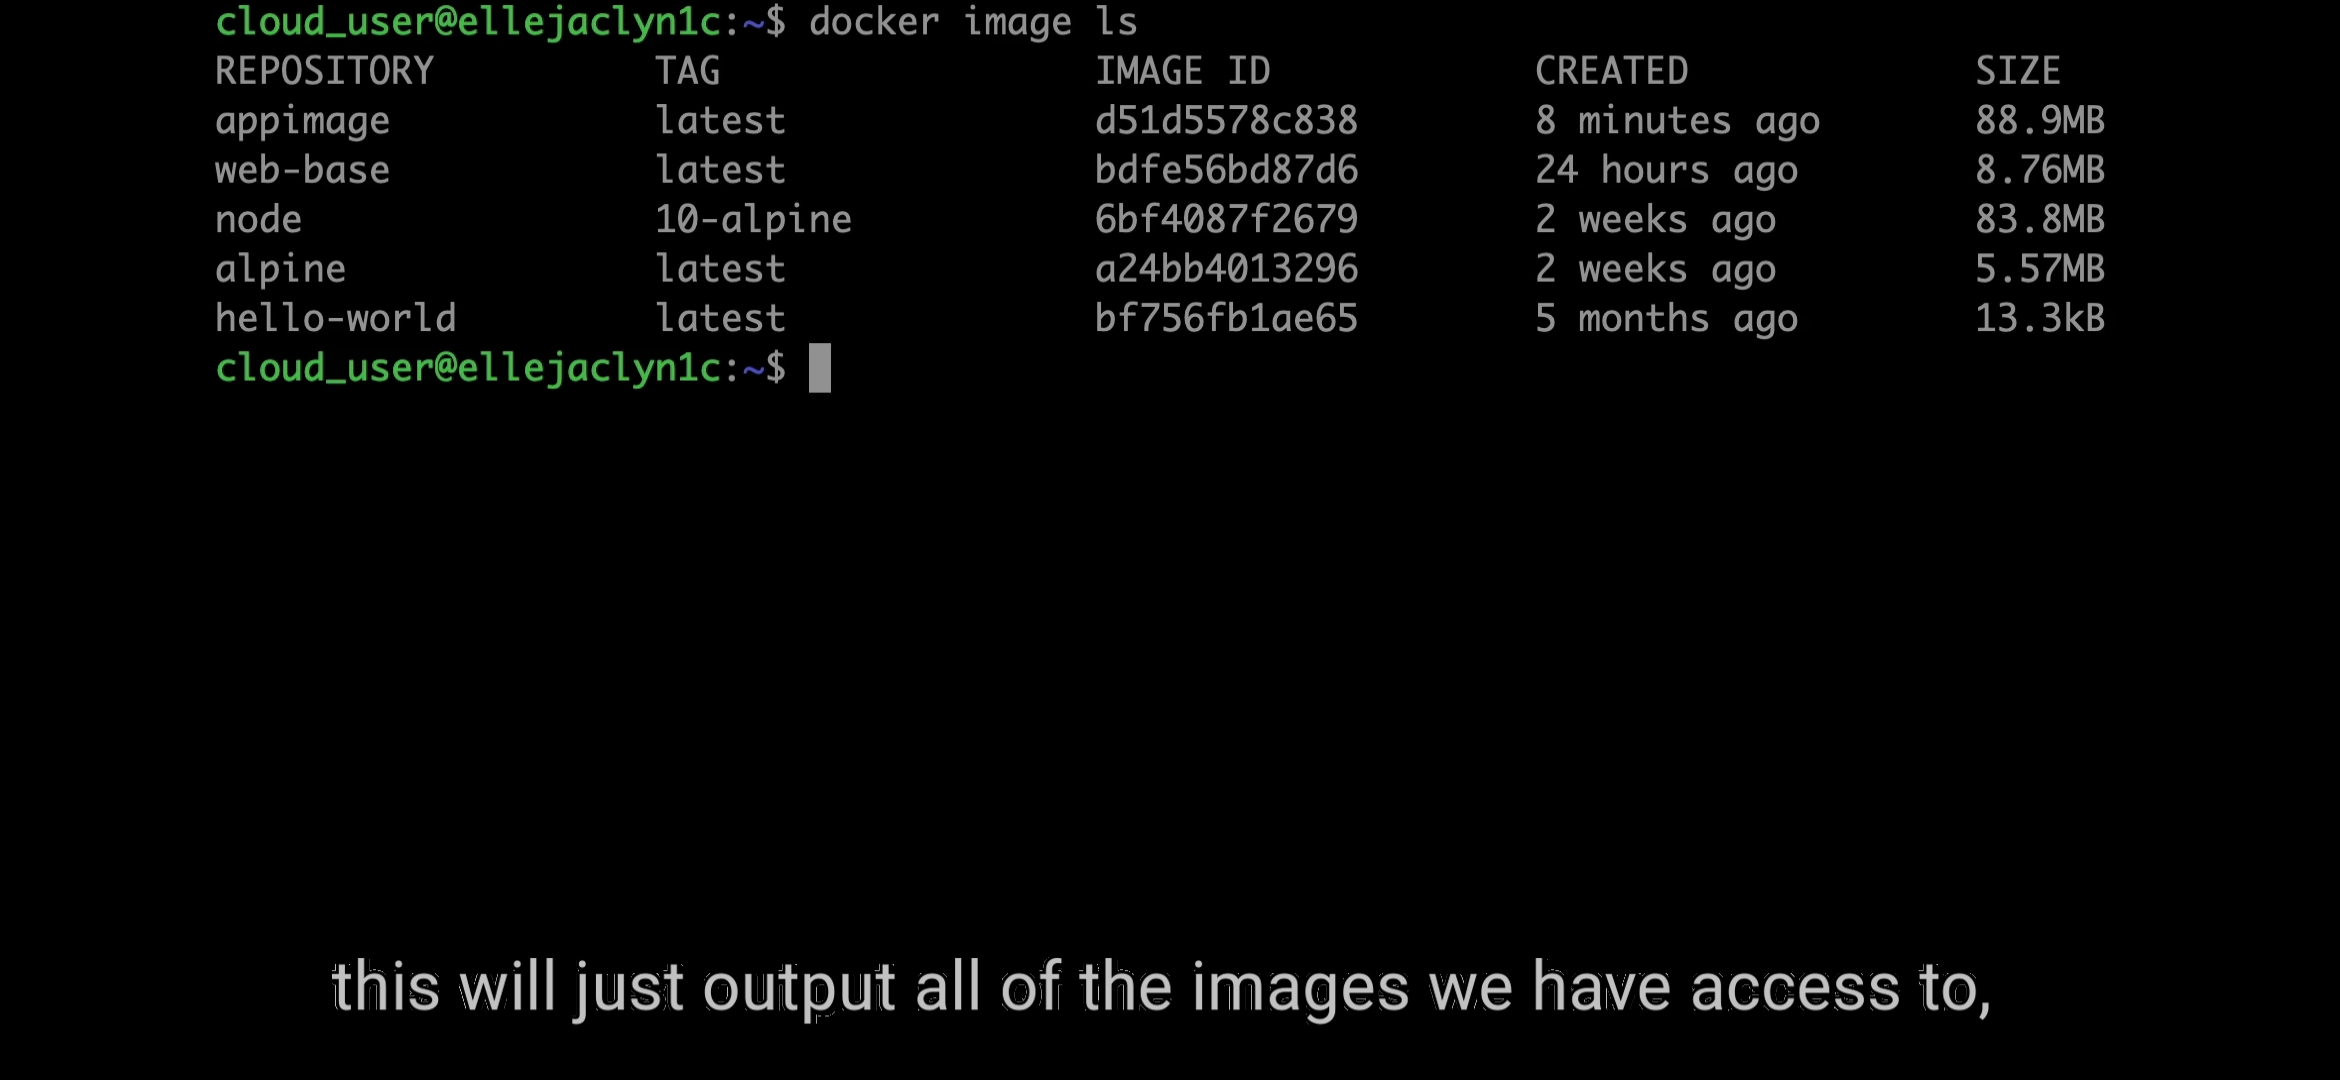 cloud_user@ellejaclyn1c:~$ docker image ls
REPOSITORY TAG IMAGE ID CREATED SIZE
appimage latest d51d5578c838 8 minutes ago 88.9MB
web-base latest bdfe56bd87d6 24 hours ago 8.76MB
node 10-alpine 6bf4087f2679 2 weeks ago 83.8MB
alpine latest a24bb4013296 2 weeks ago 5.57MB
hello-world latest bf756fb1ae65 5 months ago 13.3kB
cloud_user@ellejaclyn1c:~$
this will just output all of the images we have access to,